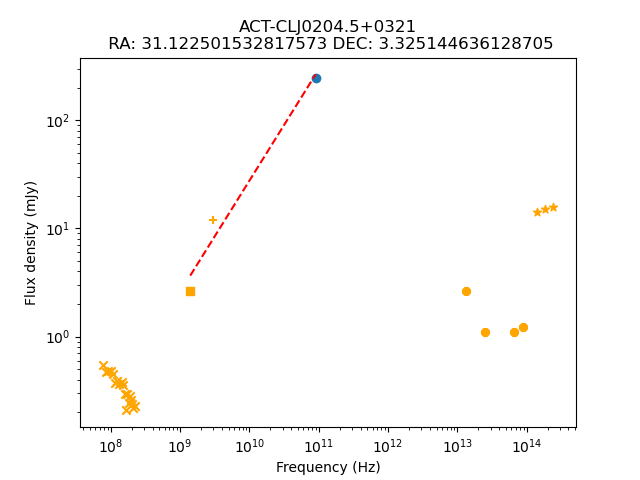 ACT-CLJ0204.5+0321
RA: 31.122501532817573 DEC: 3.325144636128705
Flux density (mJy)
10²
10¹
10⁰
10⁸ 10⁹ 10¹⁰ 10¹¹ 10¹² 10¹³ 10¹⁴
Frequency (Hz)